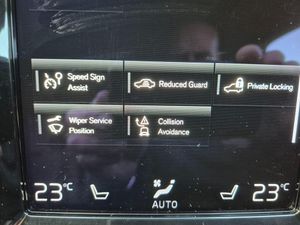 Speed Sign
Assist
Reduced Guard
Private Locking
Wiper Service
Position
Collision
Avoidance
23°C
AUTO
23°C